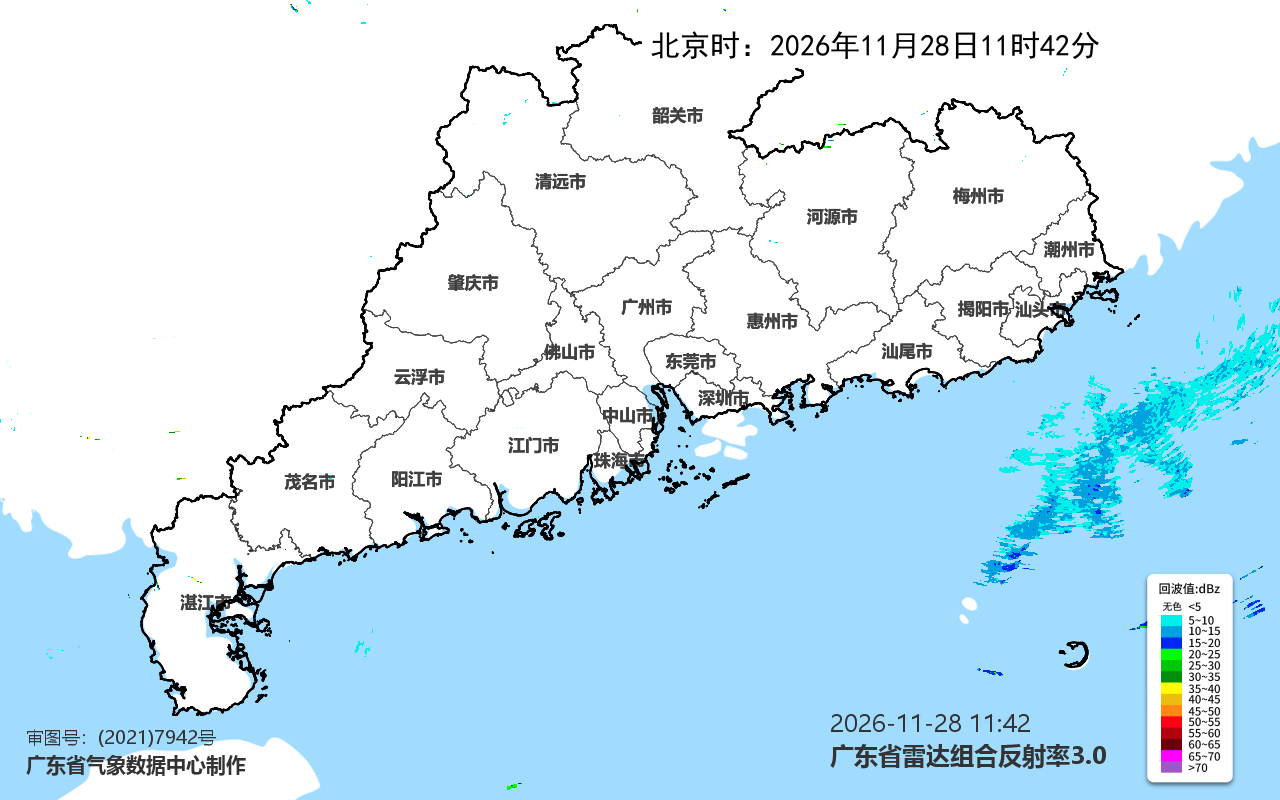 北京时：2026年11月28日11时42分
韶关市
清远市
梅州市
河源市
潮州市
肇庆市
广州市
揭阳市
汕头市
惠州市
佛山市
汕尾市
东莞市
云浮市
深圳市
中山市
江门市
珠海市
阳江市
茂名市
湛江市
回波值:dBz
无色 <5
5~10
10~15
15~20
20~25
25~30
30~35
35~40
40~45
45~50
50~55
55~60
60~65
65~70
>70
2026-11-28 11:42
广东省雷达组合反射率3.0
审图号：(2021)7942号
广东省气象数据中心制作